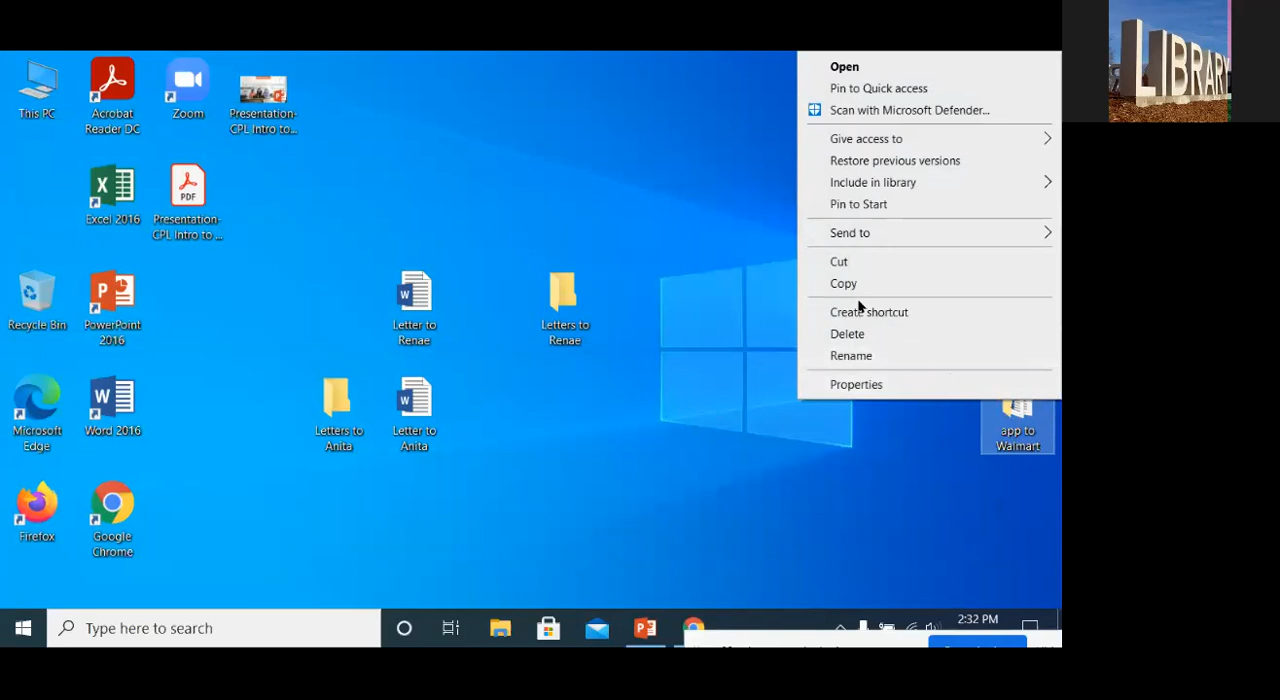 This PC
Acrobat
Reader DC
Zoom
Presentation-
CPL Intro to...
Excel 2016
PDF
Presentation-
CPL Intro to ...
Recycle Bin
PowerPoint
2016
Letter to
Renae
Letters to
Renae
Microsoft
Edge
Word 2016
Letters to
Anita
Letter to
Anita
app to
Walmart
Firefox
Google
Chrome
Open
Pin to Quick access
Scan with Microsoft Defender...
Give access to
Restore previous versions
Include in library
Pin to Start
Send to
Cut
Copy
Create shortcut
Delete
Rename
Properties
Type here to search
2:32 PM
LIBRARY